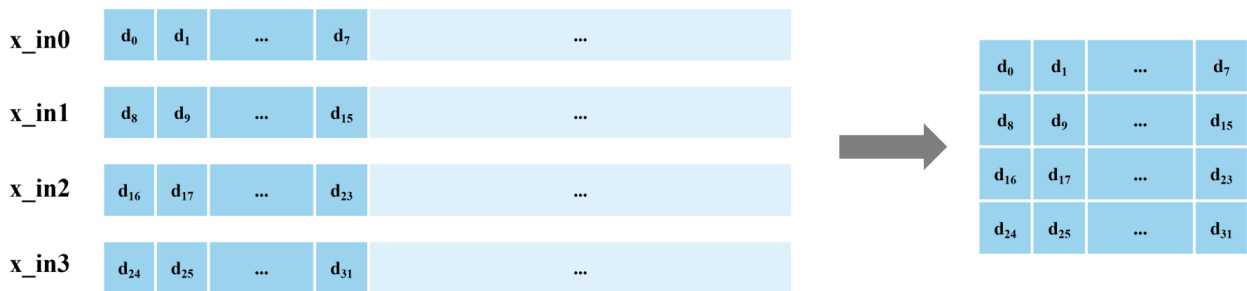 x_in0 d₀ d₁ ... d₇ ...
x_in1 d₈ d₉ ... d₁₅ ...
x_in2 d₁₆ d₁₇ ... d₂₃ ...
x_in3 d₂₄ d₂₅ ... d₃₁ ...
d₀ d₁ ... d₇
d₈ d₉ ... d₁₅
d₁₆ d₁₇ ... d₂₃
d₂₄ d₂₅ ... d₃₁